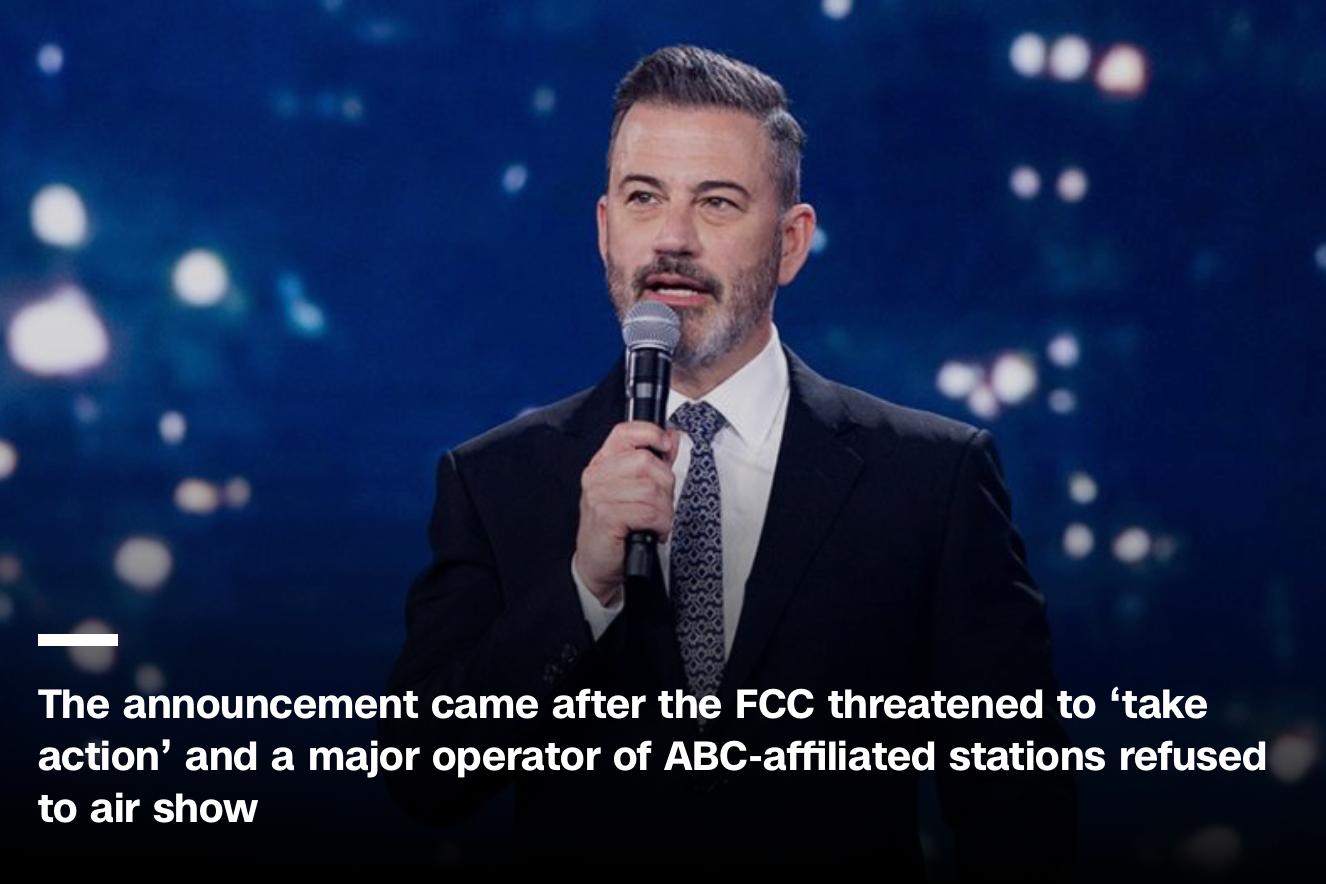 The announcement came after the FCC threatened to ‘take
action’ and a major operator of ABC-affiliated stations refused
to air show